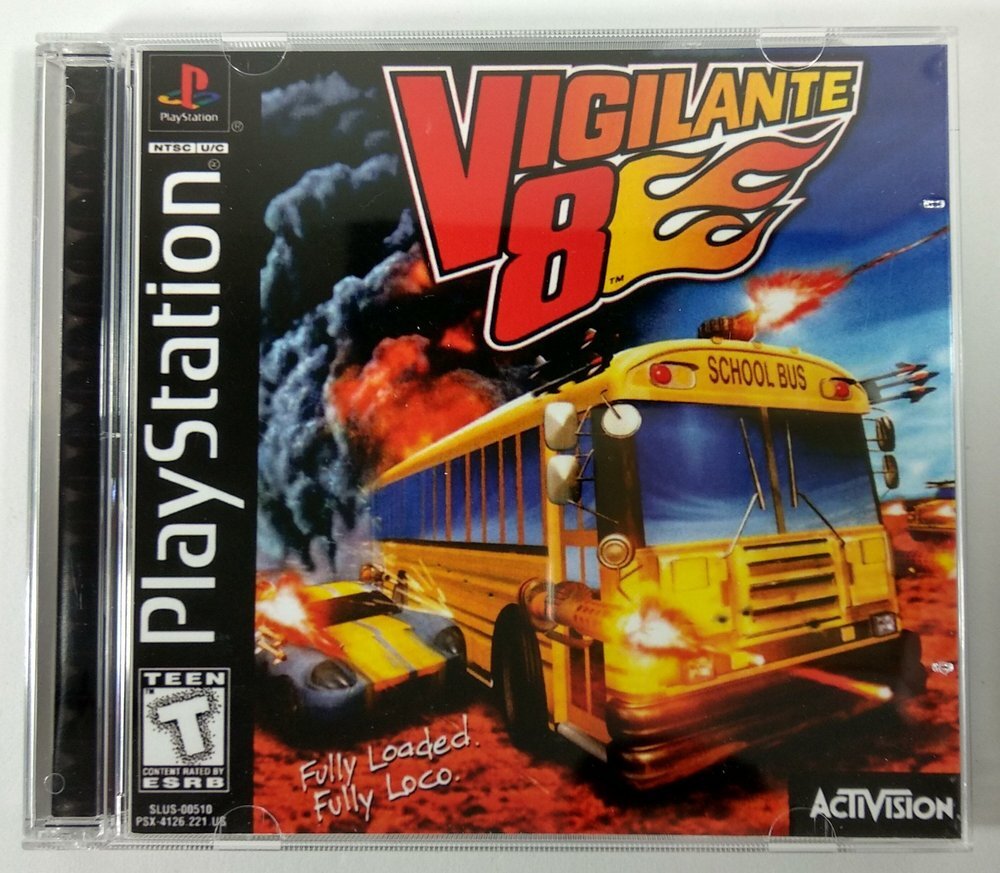 PlayStation
®
NTSC U/C
®
PlayStation
TEEN
T
CONTENT RATED BY
ESRB
SLUS-00510
PSX-4126.221.US
VIGILANTE
8
TM
SCHOOL BUS
Fully Loaded.
Fully Loco.
ACTIVISION